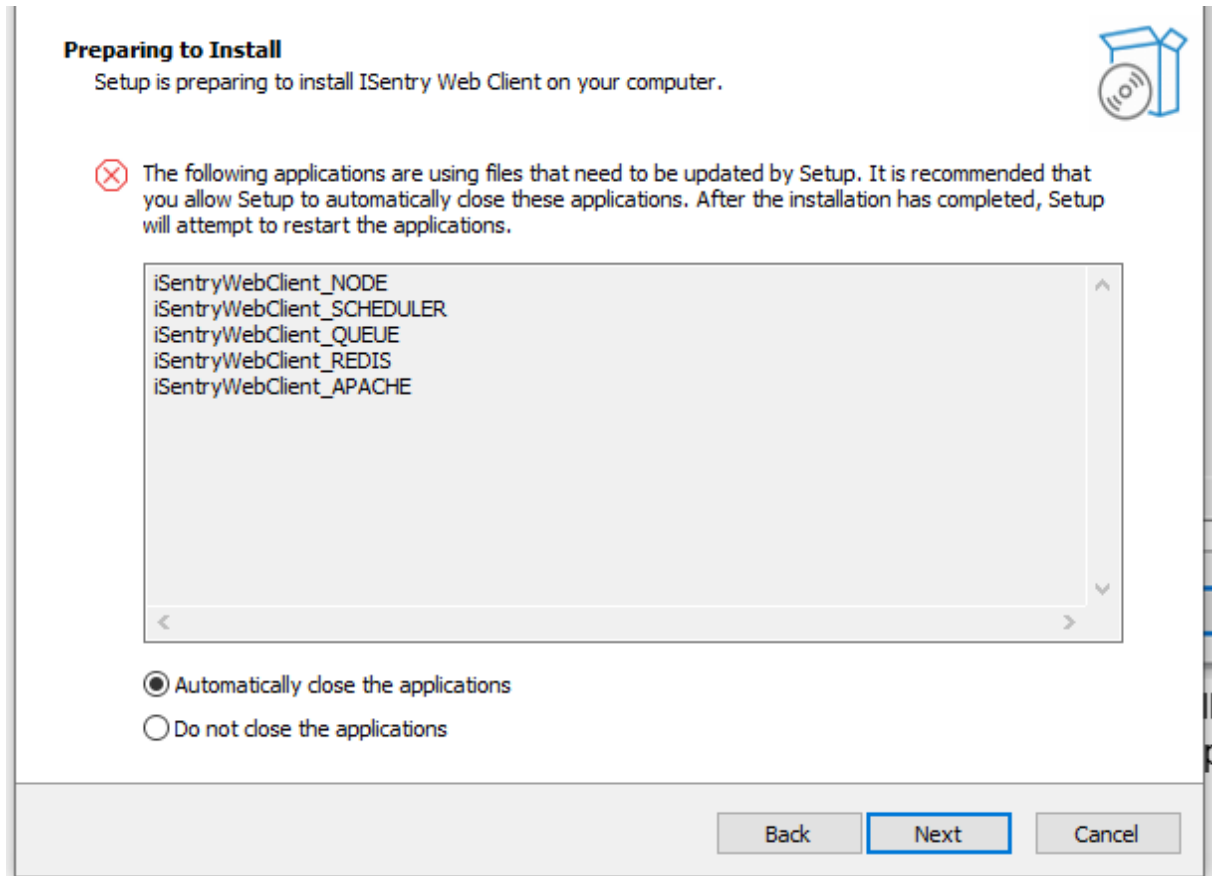 Preparing to Install
Setup is preparing to install ISentry Web Client on your computer.
The following applications are using files that need to be updated by Setup. It is recommended that
you allow Setup to automatically close these applications. After the installation has completed, Setup
will attempt to restart the applications.
iSentryWebClient_NODE
iSentryWebClient_SCHEDULER
iSentryWebClient_QUEUE
iSentryWebClient_REDIS
iSentryWebClient_APACHE
Automatically close the applications
Do not close the applications
Back Next Cancel